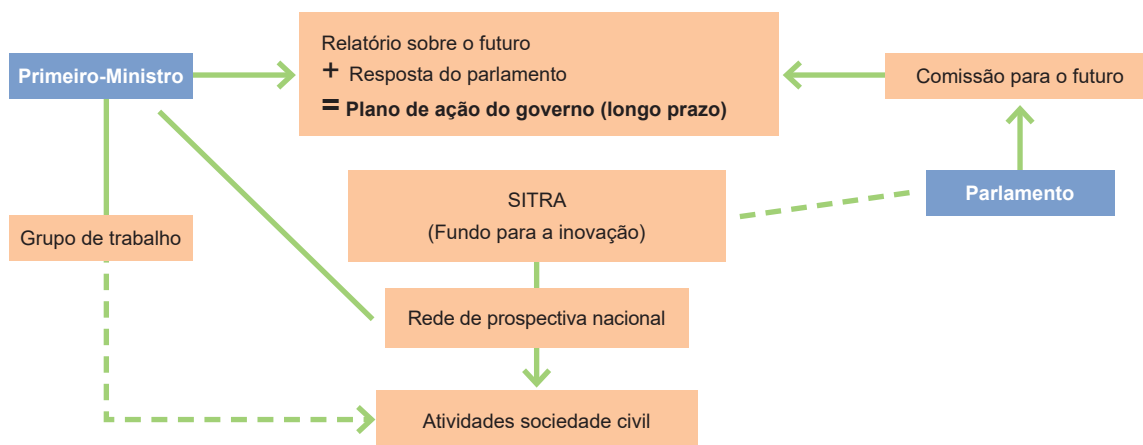 Primeiro-Ministro
Relatório sobre o futuro
+ Resposta do parlamento
= Plano de ação do governo (longo prazo)
Comissão para o futuro
Parlamento
SITRA
(Fundo para a inovação)
Grupo de trabalho
Rede de prospectiva nacional
Atividades sociedade civil